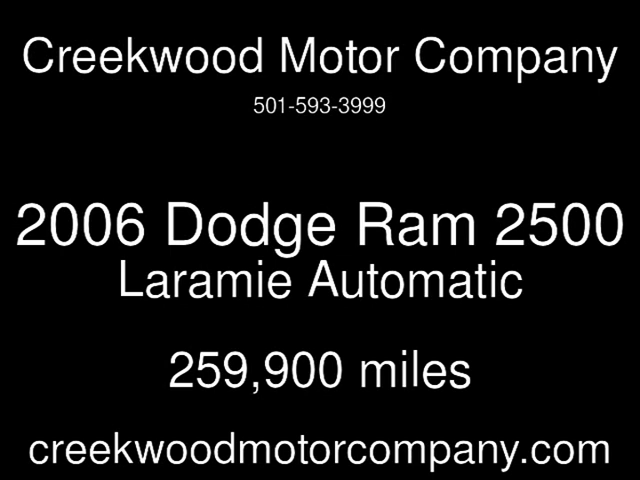 Creekwood Motor Company
501-593-3999
2006 Dodge Ram 2500
Laramie Automatic
259,900 miles
creekwoodmotorcompany.com